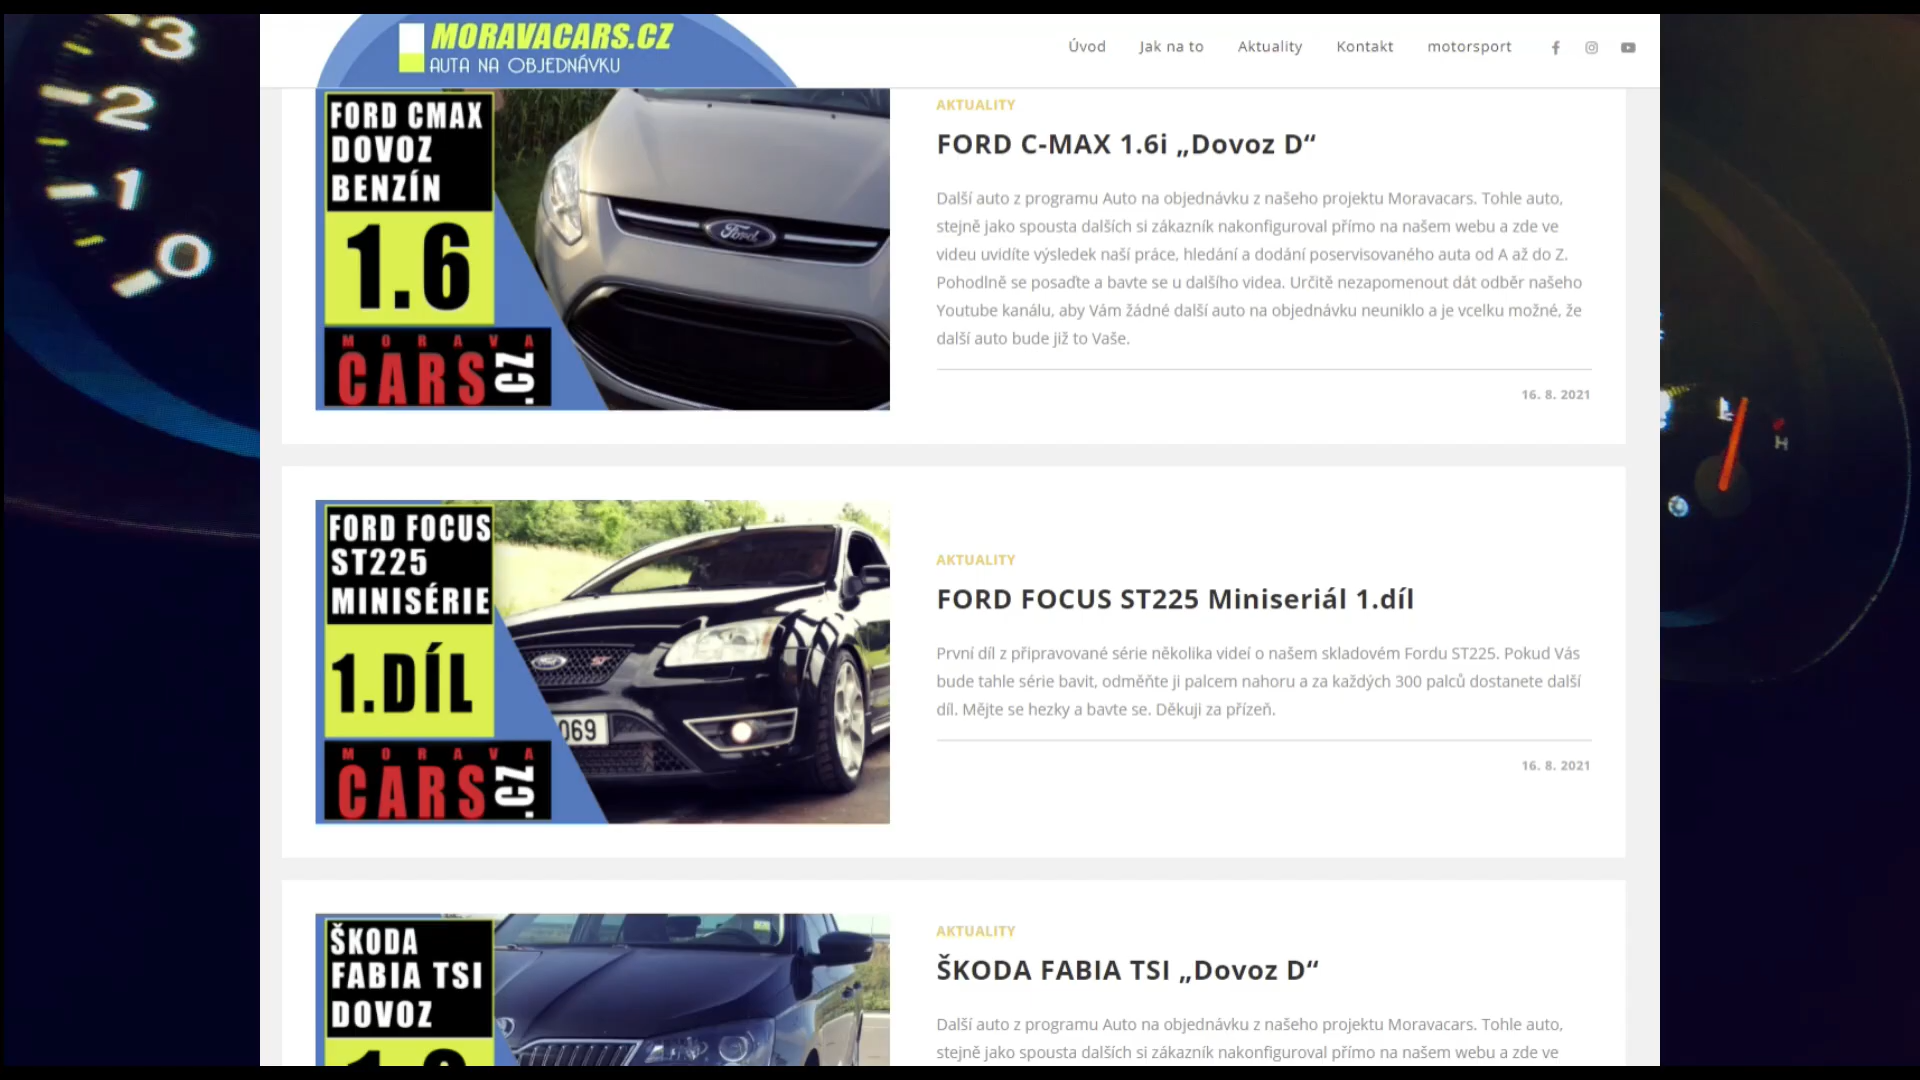 3
2
1
0
MORAVACARS.CZ
AUTA NA OBJEDNÁVKU
Úvod Jak na to Aktuality Kontakt motorsport
FORD CMAX
DOVOZ
BENZÍN
1.6
MORAVA
CARS.CZ
Ford
AKTUALITY
FORD C-MAX 1.6i „Dovoz D“
Další auto z programu Auto na objednávku z našeho projektu Moravacars. Tohle auto,
stejně jako spousta dalších si zákazník nakonfiguroval přímo na našem webu a zde ve
videu uvidíte výsledek naší práce, hledání a dodání poservisovaného auta od A až do Z.
Pohodlně se posaďte a bavte se u dalšího videa. Určitě nezapomenout dát odběr našeho
Youtube kanálu, aby Vám žádné další auto na objednávku neuniklo a je vcelku možné, že
další auto bude již to Vaše.
16. 8. 2021
H
FORD FOCUS
ST225
MINISÉRIE
1.DÍL
MORAVA
CARS.CZ
069
AKTUALITY
FORD FOCUS ST225 Miniseriál 1.díl
První díl z připravované série několika videí o našem skladovém Fordu ST225. Pokud Vás
bude tahle série bavit, odměňte ji palcem nahoru a za každých 300 palců dostanete další
díl. Mějte se hezky a bavte se. Děkuji za přízeň.
16. 8. 2021
ŠKODA
FABIA TSI
DOVOZ
AKTUALITY
ŠKODA FABIA TSI „Dovoz D“
Další auto z programu Auto na objednávku z našeho projektu Moravacars. Tohle auto,
stejně jako spousta dalších si zákazník nakonfiguroval přímo na našem webu a zde ve